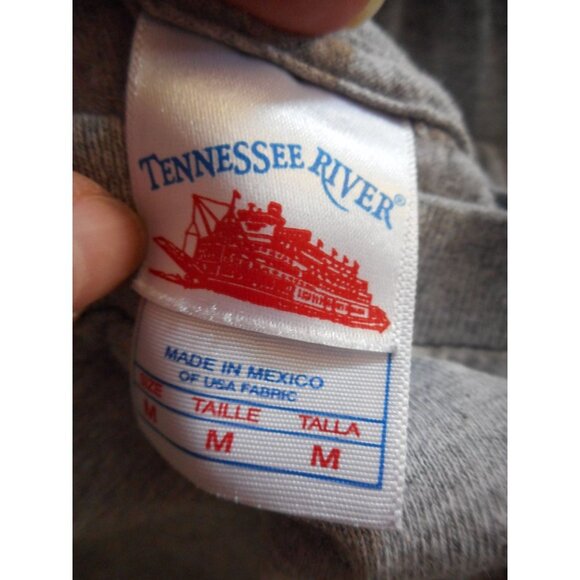 TENNESSEE RIVER®
MADE IN MEXICO
OF USA FABRIC
SIZE TAILLE TALLA
M M M